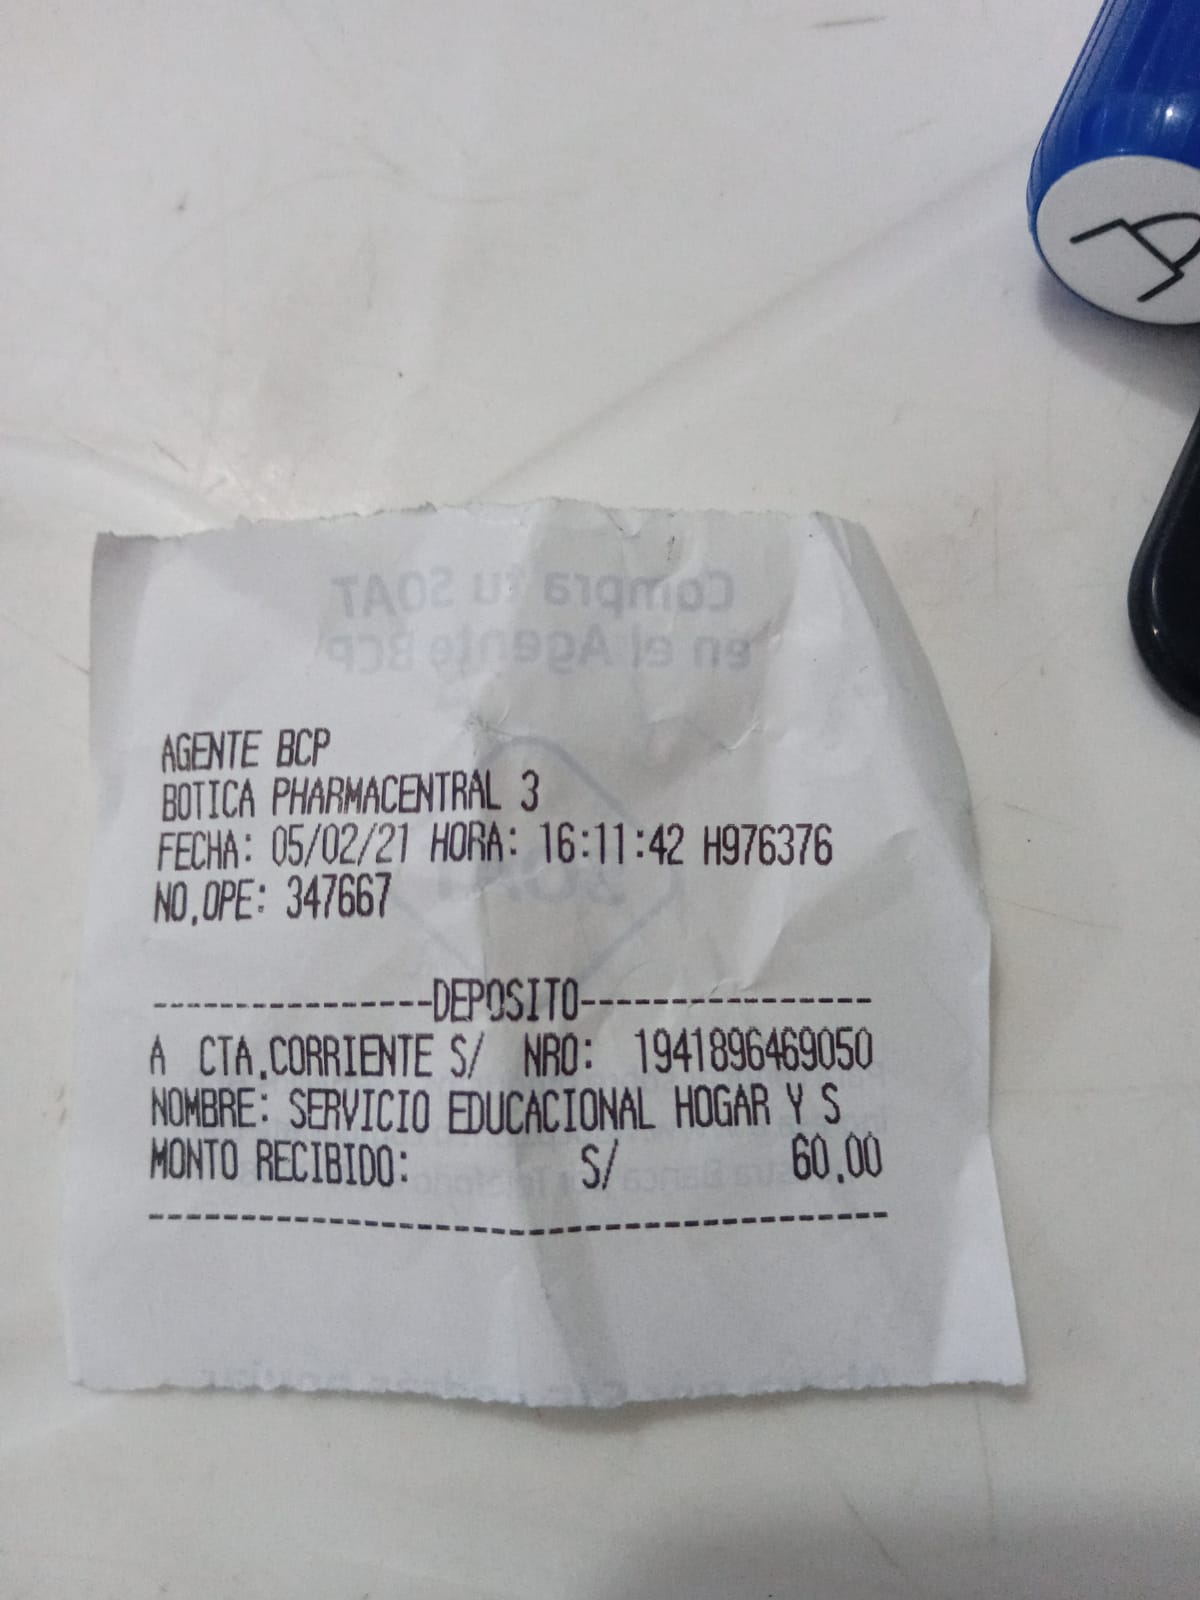 Compra tu SOAT
en el Agente BCP
AGENTE BCP
BOTICA PHARMACENTRAL 3
FECHA: 05/02/21 HORA: 16:11:42 H976376
NO.OPE: 347667
---------------DEPOSITO----------------
A CTA.CORRIENTE S/ NRO: 1941896469050
NOMBRE: SERVICIO EDUCACIONAL HOGAR Y S
MONTO RECIBIDO: S/ 60.00